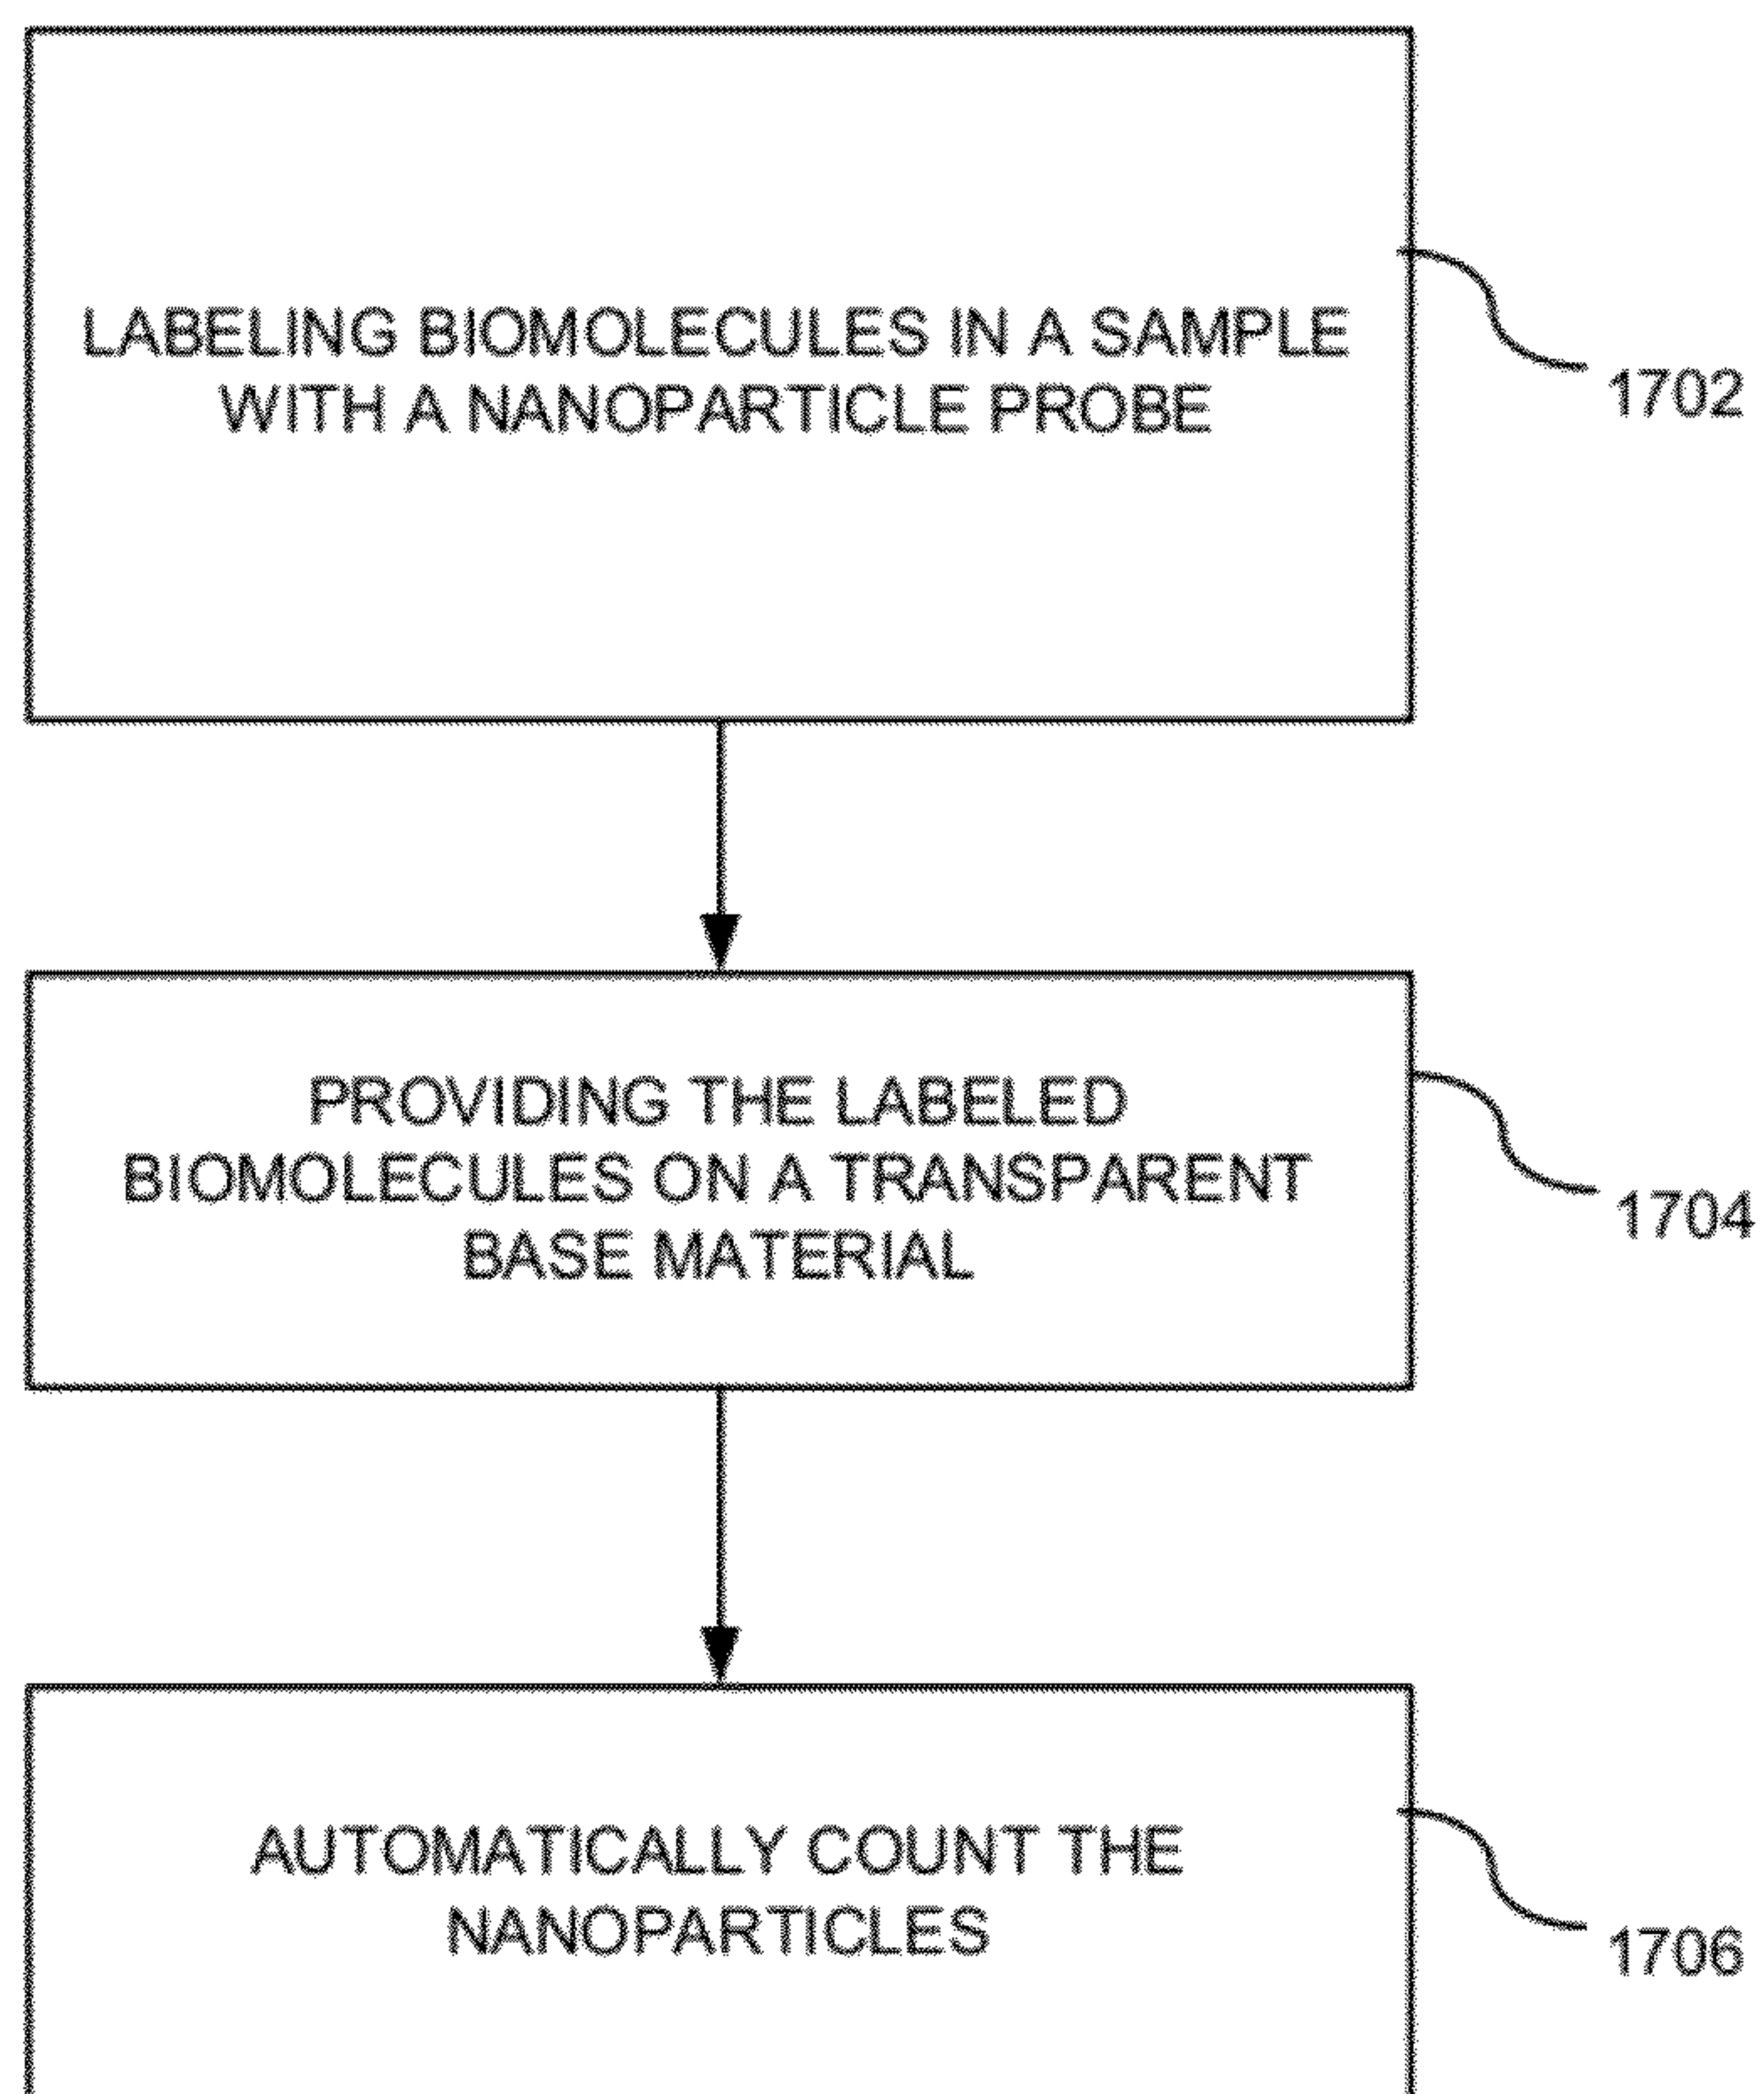 LABELING BIOMOLECULES IN A SAMPLE
WITH A NANOPARTICLE PROBE
1702
PROVIDING THE LABELED
BIOMOLECULES ON A TRANSPARENT
BASE MATERIAL
1704
AUTOMATICALLY COUNT THE
NANOPARTICLES
1706